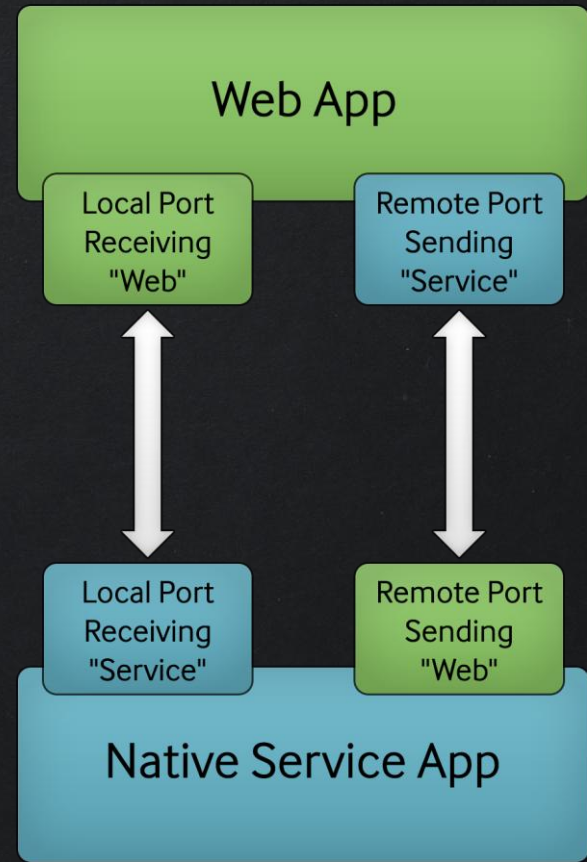 Web App
Local Port
Receiving
"Web"
Remote Port
Sending
"Service"
Local Port
Receiving
"Service"
Remote Port
Sending
"Web"
Native Service App